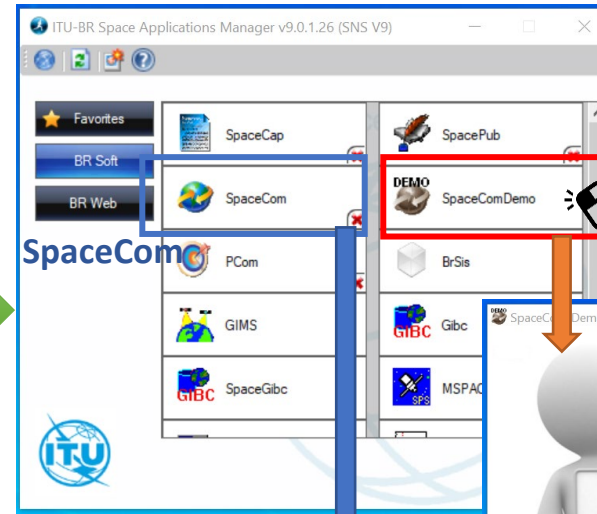 ITU-BR Space Applications Manager v9.0.1.26 (SNS V9)
Favorites
BR Soft
BR Web
SpaceCap
SpacePub
SpaceCom
DEMO
SpaceComDemo
SpaceCom
PCom
BrSis
GIMS
GIBC
Gibc
GIBC
SpaceGibc
SPS
MSPAC
DEMO
ITU